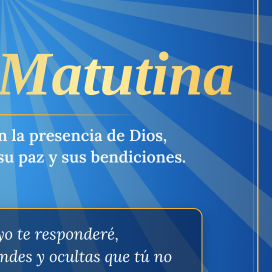 Matutina
n la presencia de Dios,
su paz y sus bendiciones.
yo te responderé,
ndes y ocultas que tú no